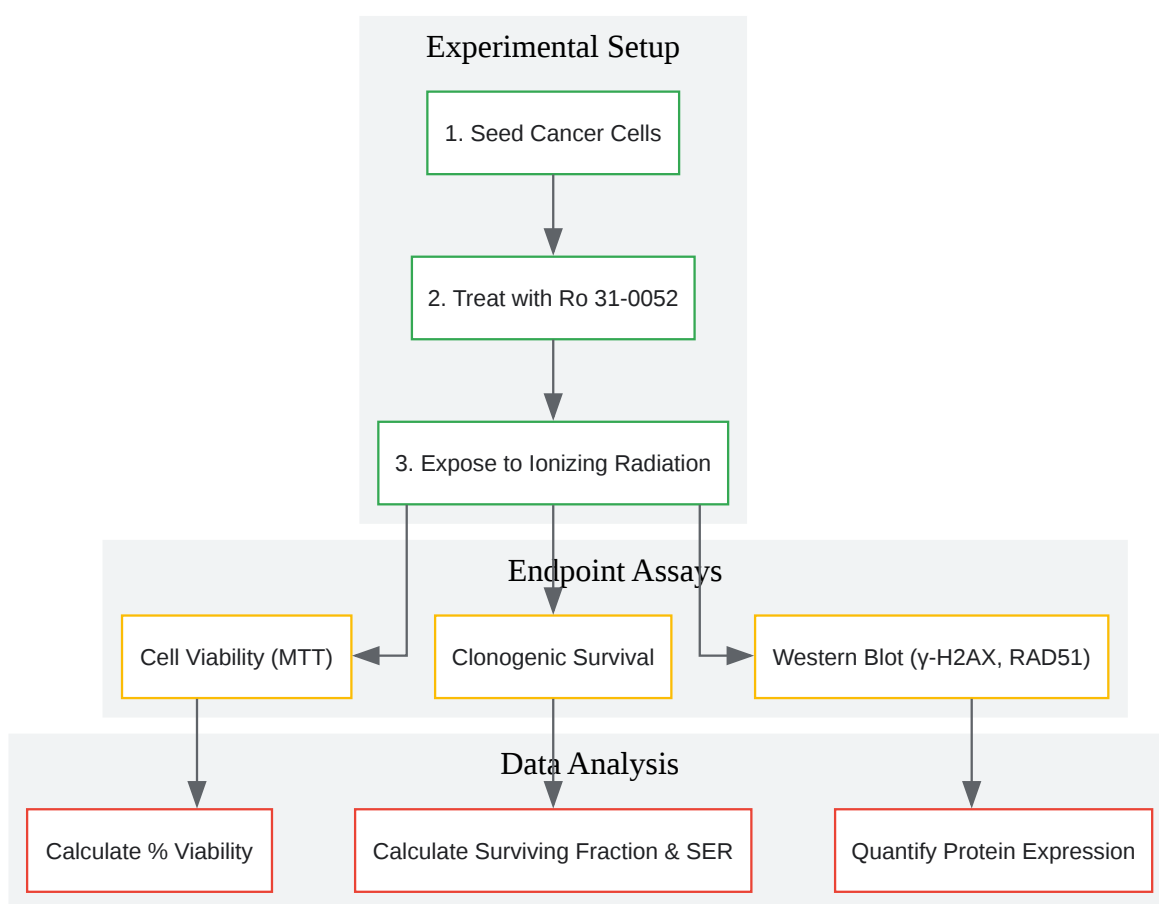 Experimental Setup
1. Seed Cancer Cells
2. Treat with Ro 31-0052
3. Expose to Ionizing Radiation
Endpoint Assays
Cell Viability (MTT)
Clonogenic Survival
Western Blot (γ-H2AX, RAD51)
Data Analysis
Calculate % Viability
Calculate Surviving Fraction & SER
Quantify Protein Expression